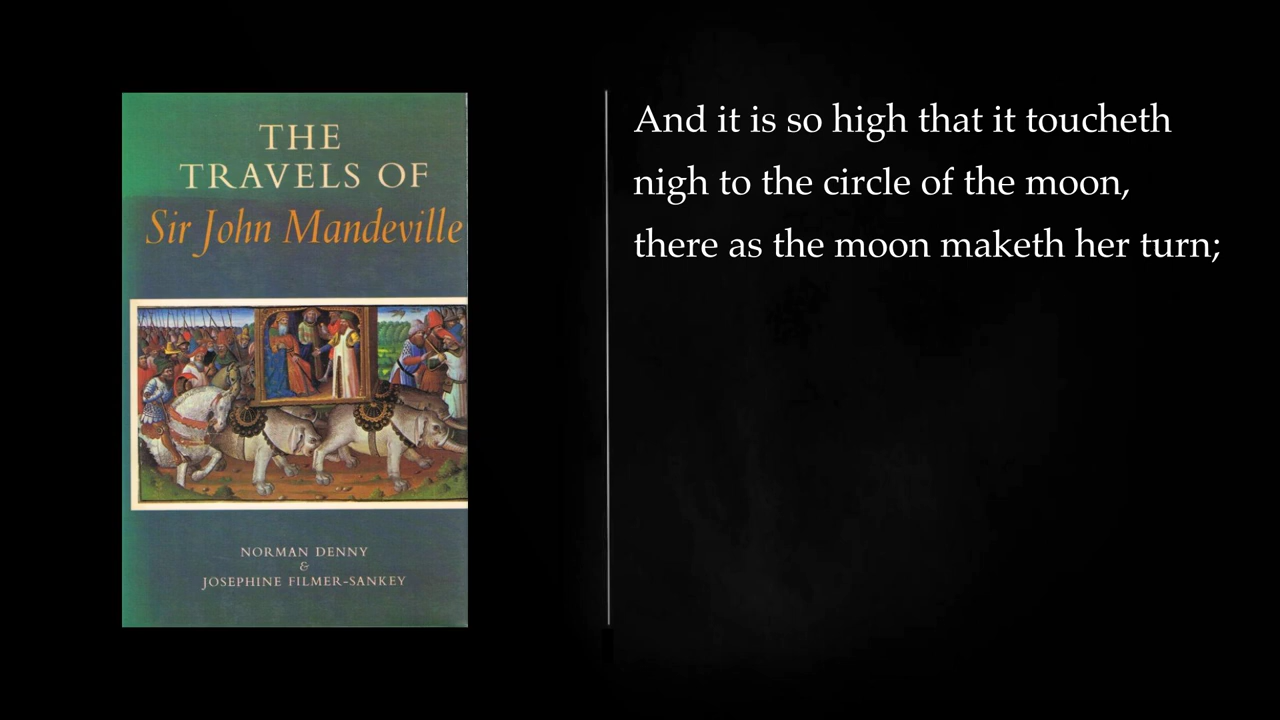 THE
TRAVELS OF
Sir John Mandeville
NORMAN DENNY
&
JOSEPHINE FILMER-SANKEY
And it is so high that it toucheth
nigh to the circle of the moon,
there as the moon maketh her turn;